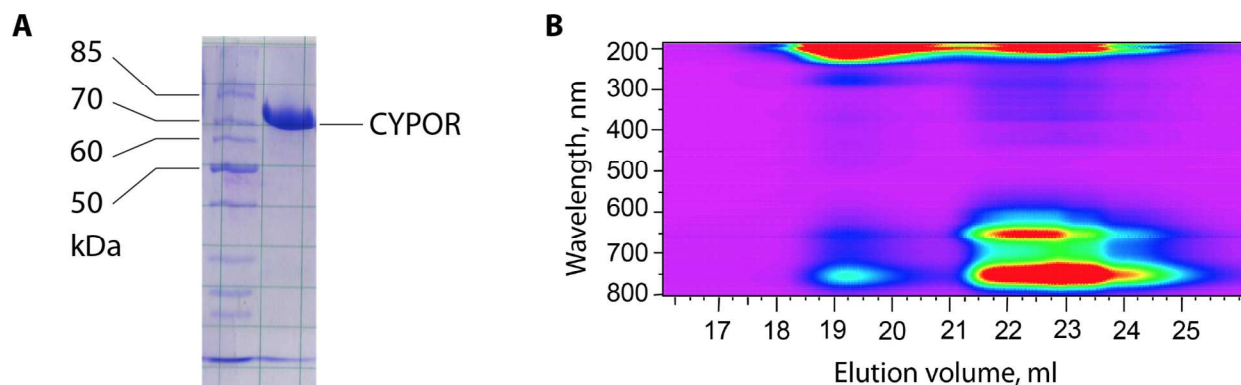 A
85
70
60
50
kDa
CYPOR
B
Wavelength, nm
200
300
400
500
600
700
800
17 18 19 20 21 22 23 24 25
Elution volume, ml